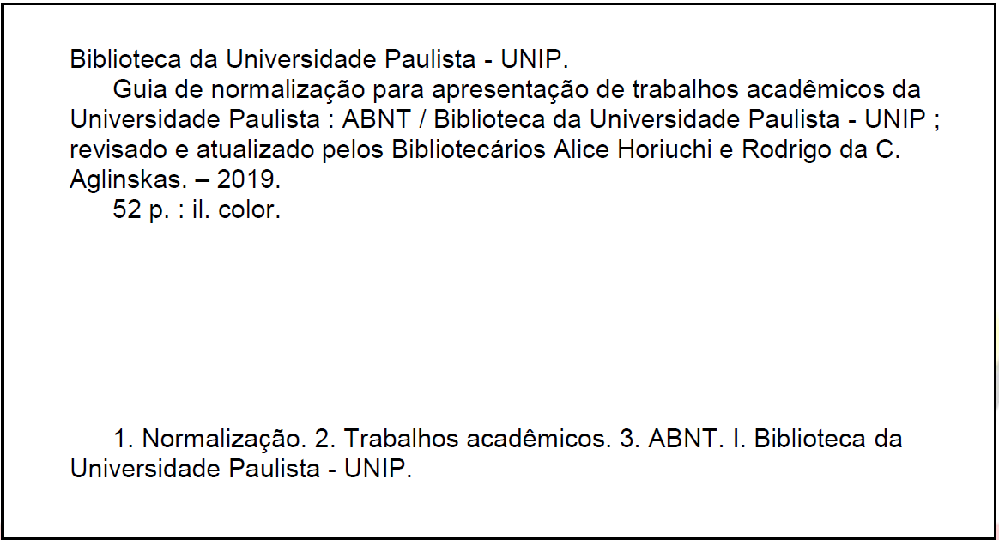 Biblioteca da Universidade Paulista - UNIP.
Guia de normalização para apresentação de trabalhos acadêmicos da
Universidade Paulista : ABNT / Biblioteca da Universidade Paulista - UNIP ;
revisado e atualizado pelos Bibliotecários Alice Horiuchi e Rodrigo da C.
Aglinskas. – 2019.
52 p. : il. color.
1. Normalização. 2. Trabalhos acadêmicos. 3. ABNT. I. Biblioteca da
Universidade Paulista - UNIP.